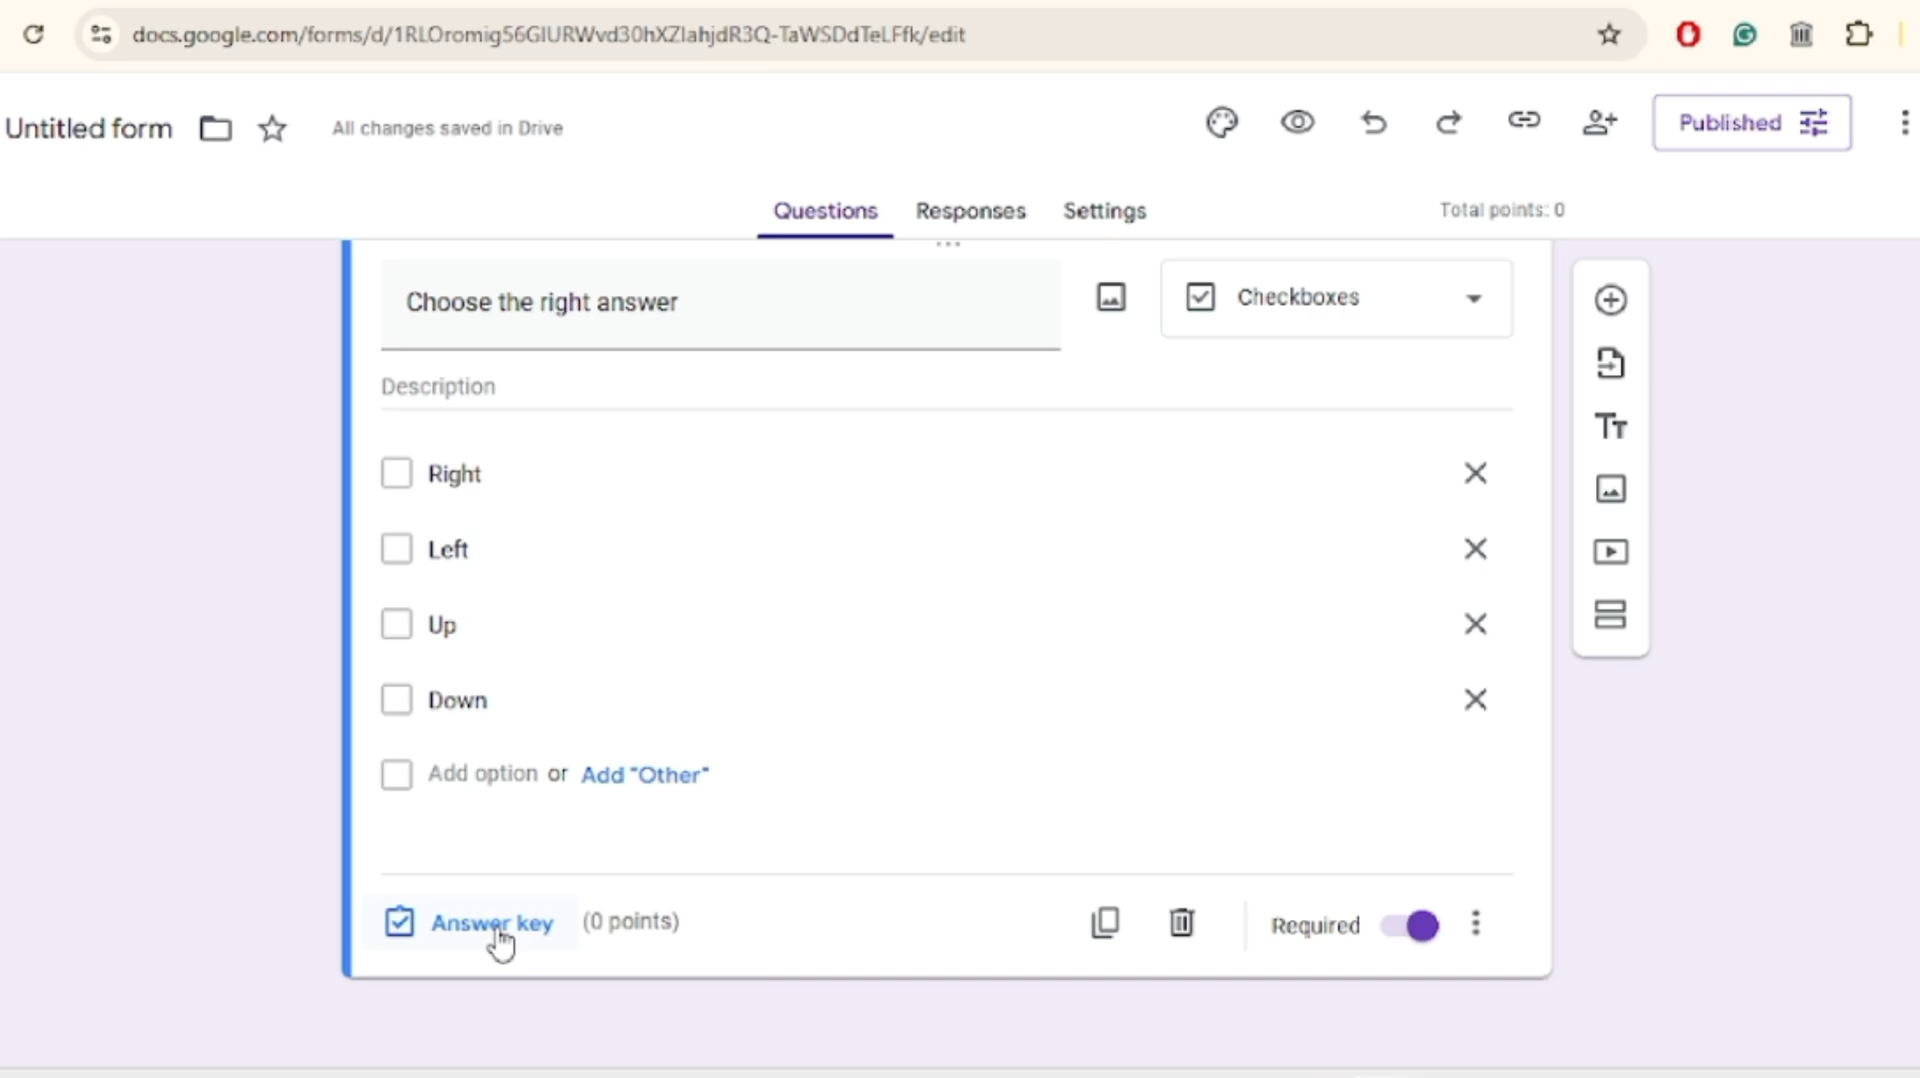 docs.google.com/forms/d/1RLOromig56GlURWvd30hXZlahjdR3Q-TaWSDdTeLFfk/edit
Untitled form All changes saved in Drive Published
Questions Responses Settings Total points: 0
Choose the right answer Checkboxes
Description
Right
Left
Up
Down
Add option or Add "Other"
Answer key (0 points) Required